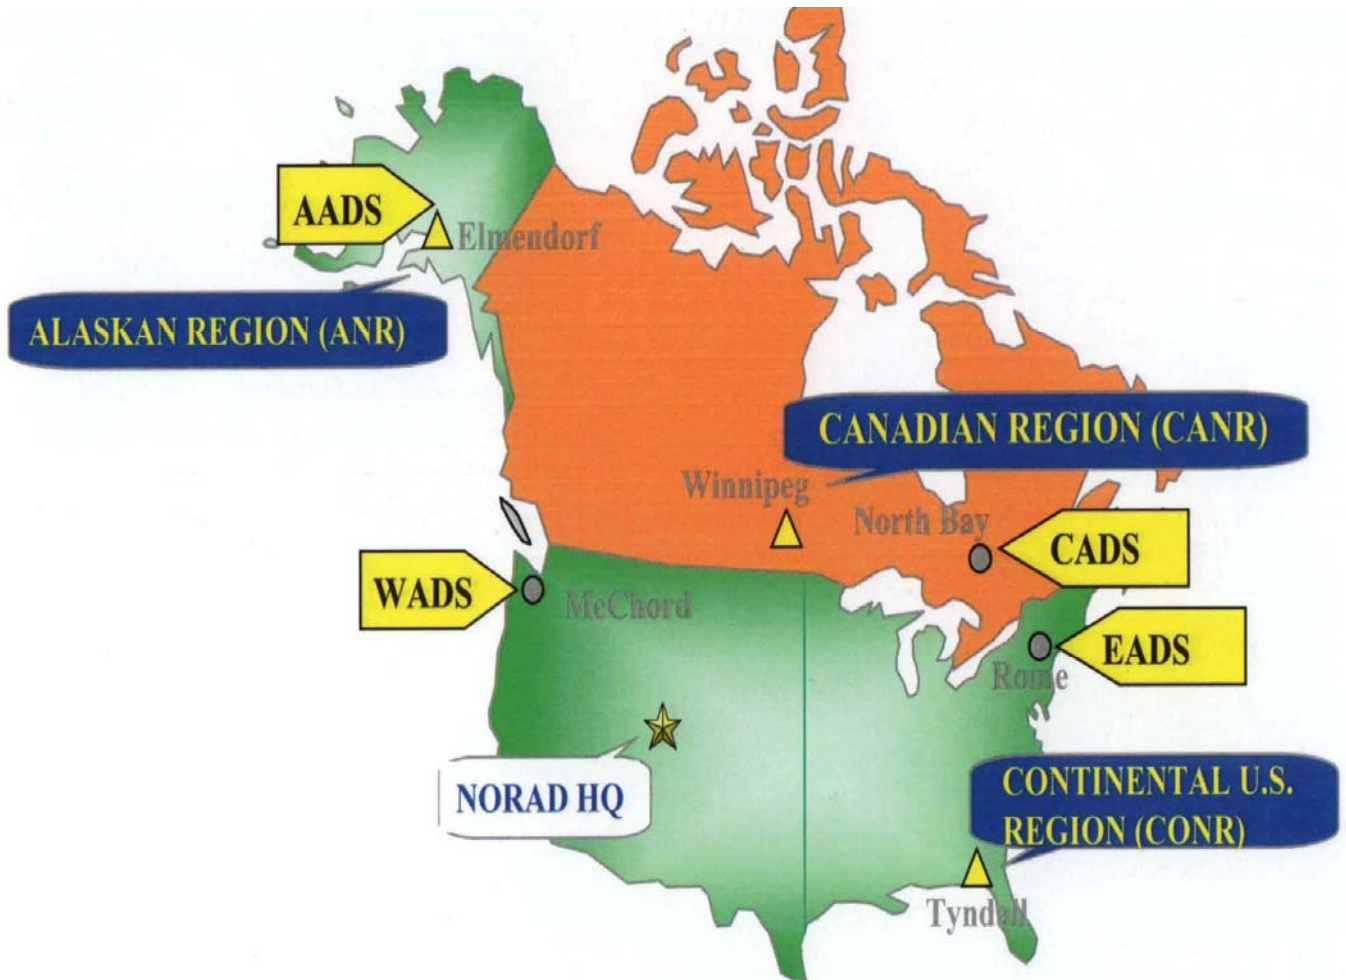 AADS
Elmendorf
ALASKAN REGION (ANR)
CANADIAN REGION (CANR)
Winnipeg
North Bay
CADS
WADS
McChord
EADS
Rome
NORAD HQ
CONTINENTAL U.S.
REGION (CONR)
Tyndall